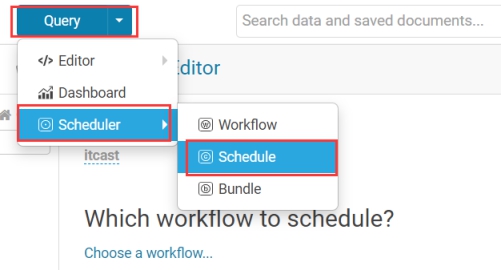 Query
Search data and saved documents...
Editor
Editor
Dashboard
Scheduler
Workflow
itcast
Schedule
Bundle
Which workflow to schedule?
Choose a workflow...